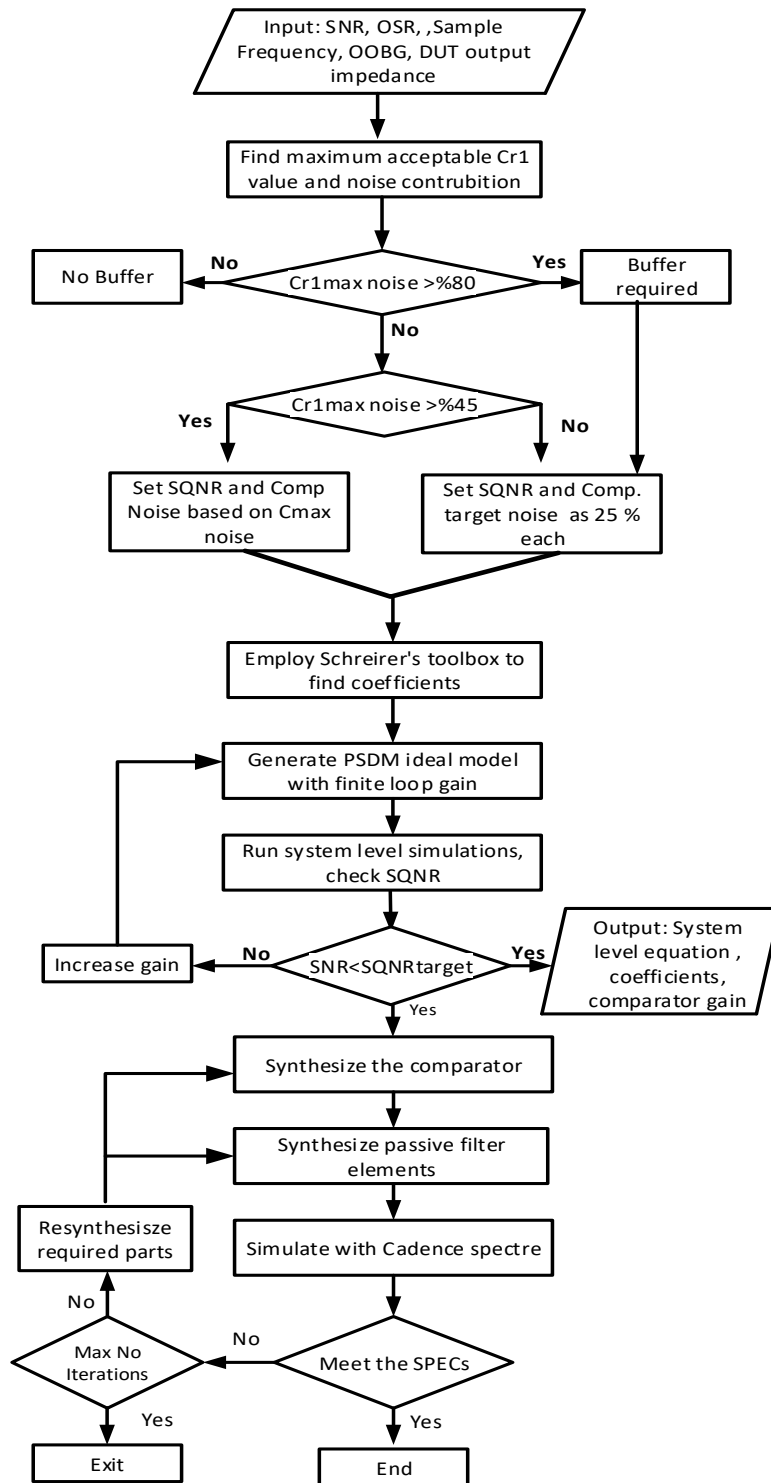 Input: SNR, OSR, ,Sample
Frequency, OOBG, DUT output
impedance
Find maximum acceptable Cr1
value and noise contrubition
No
Yes
No Buffer
Cr1max noise >%80
Buffer
required
No
Cr1max noise >%45
Yes
No
Set SQNR and Comp
Noise based on Cmax
noise
Set SQNR and Comp.
target noise as 25 %
each
Employ Schreirer's toolbox to
find coefficients
Generate PSDM ideal model
with finite loop gain
Run system level simulations,
check SQNR
Output: System
level equation ,
coefficients,
comparator gain
No
Yes
Increase gain
SNR<SQNRtarget
Yes
Synthesize the comparator
Synthesize passive filter
elements
Resynthesisze
required parts
Simulate with Cadence spectre
No
No
Max No
Iterations
Meet the SPECs
Yes
Yes
Exit
End